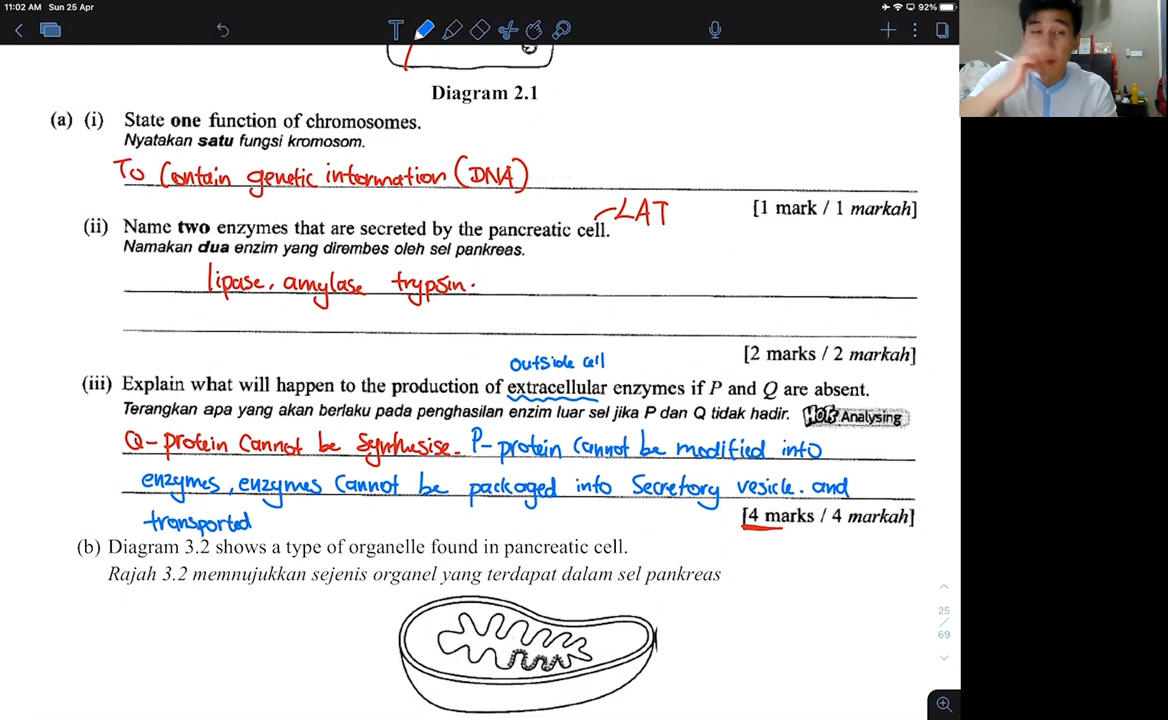 11:02 AM Sun 25 Apr
92%
Diagram 2.1
(a) (i) State one function of chromosomes.
Nyatakan satu fungsi kromosom.
To Contain genetic information (DNA)
[1 mark / 1 markah]
LAT
(ii) Name two enzymes that are secreted by the pancreatic cell.
Namakan dua enzim yang dirembes oleh sel pankreas.
lipase, amylase trypsin.
[2 marks / 2 markah]
outside cell
(iii) Explain what will happen to the production of extracellular enzymes if P and Q are absent.
Terangkan apa yang akan berlaku pada penghasilan enzim luar sel jika P dan Q tidak hadir. HOTS Analysing
Q-protein Cannot be Synthesise. P- protein cannot be modified into
enzymes, enzymes Cannot be packaged into Secretory vesicle. and
transported
[4 marks / 4 markah]
(b) Diagram 3.2 shows a type of organelle found in pancreatic cell.
Rajah 3.2 memnujukkan sejenis organel yang terdapat dalam sel pankreas
25
/
69